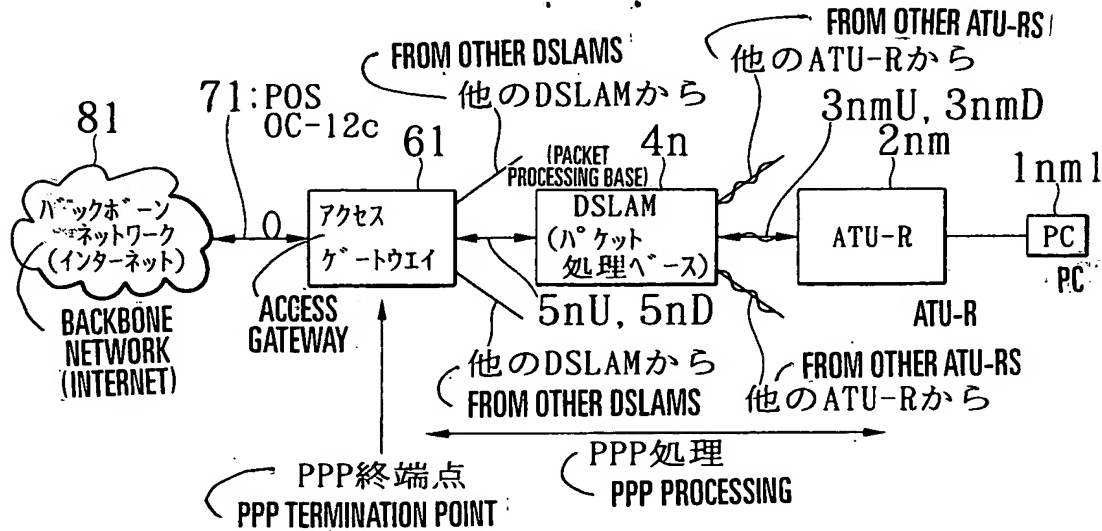 FROM OTHER ATU-RS
FROM OTHER DSLAMS
他のATU-Rから
他のDSLAMから
71:POS
OC-12c
3nmU, 3nmD
81
61
(PACKET
PROCESSING BASE)
4n
2nm
1nm1
バックボーン
ネットワーク
(インターネット)
アクセス
ゲートウエイ
DSLAM
(パケット
処理ベース)
ATU-R
PC
PC
BACKBONE
NETWORK
(INTERNET)
ACCESS
GATEWAY
5nU, 5nD
ATU-R
他のDSLAMから
FROM OTHER DSLAMS
FROM OTHER ATU-RS
他のATU-Rから
PPP終端点
PPP TERMINATION POINT
PPP処理
PPP PROCESSING